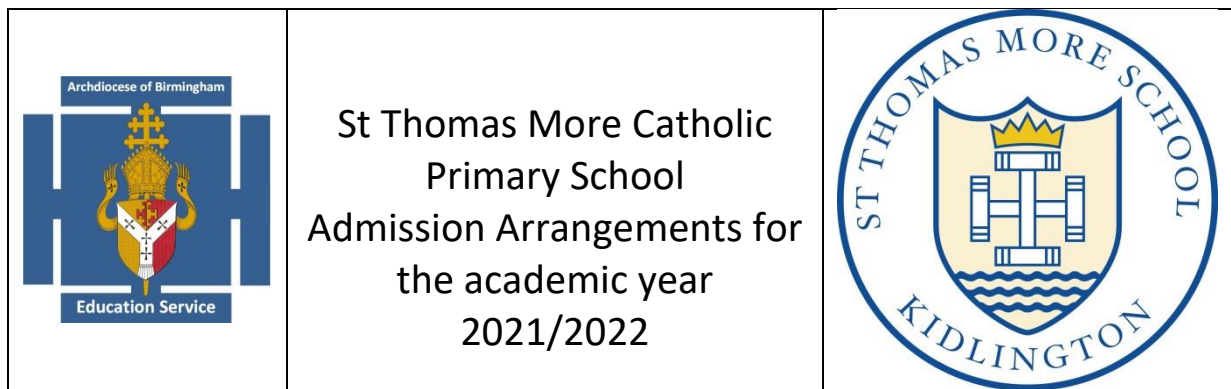 Archdiocese of Birmingham
Education Service
St Thomas More Catholic
Primary School
Admission Arrangements for
the academic year
2021/2022
ST THOMAS MORE SCHOOL
KIDLINGTON